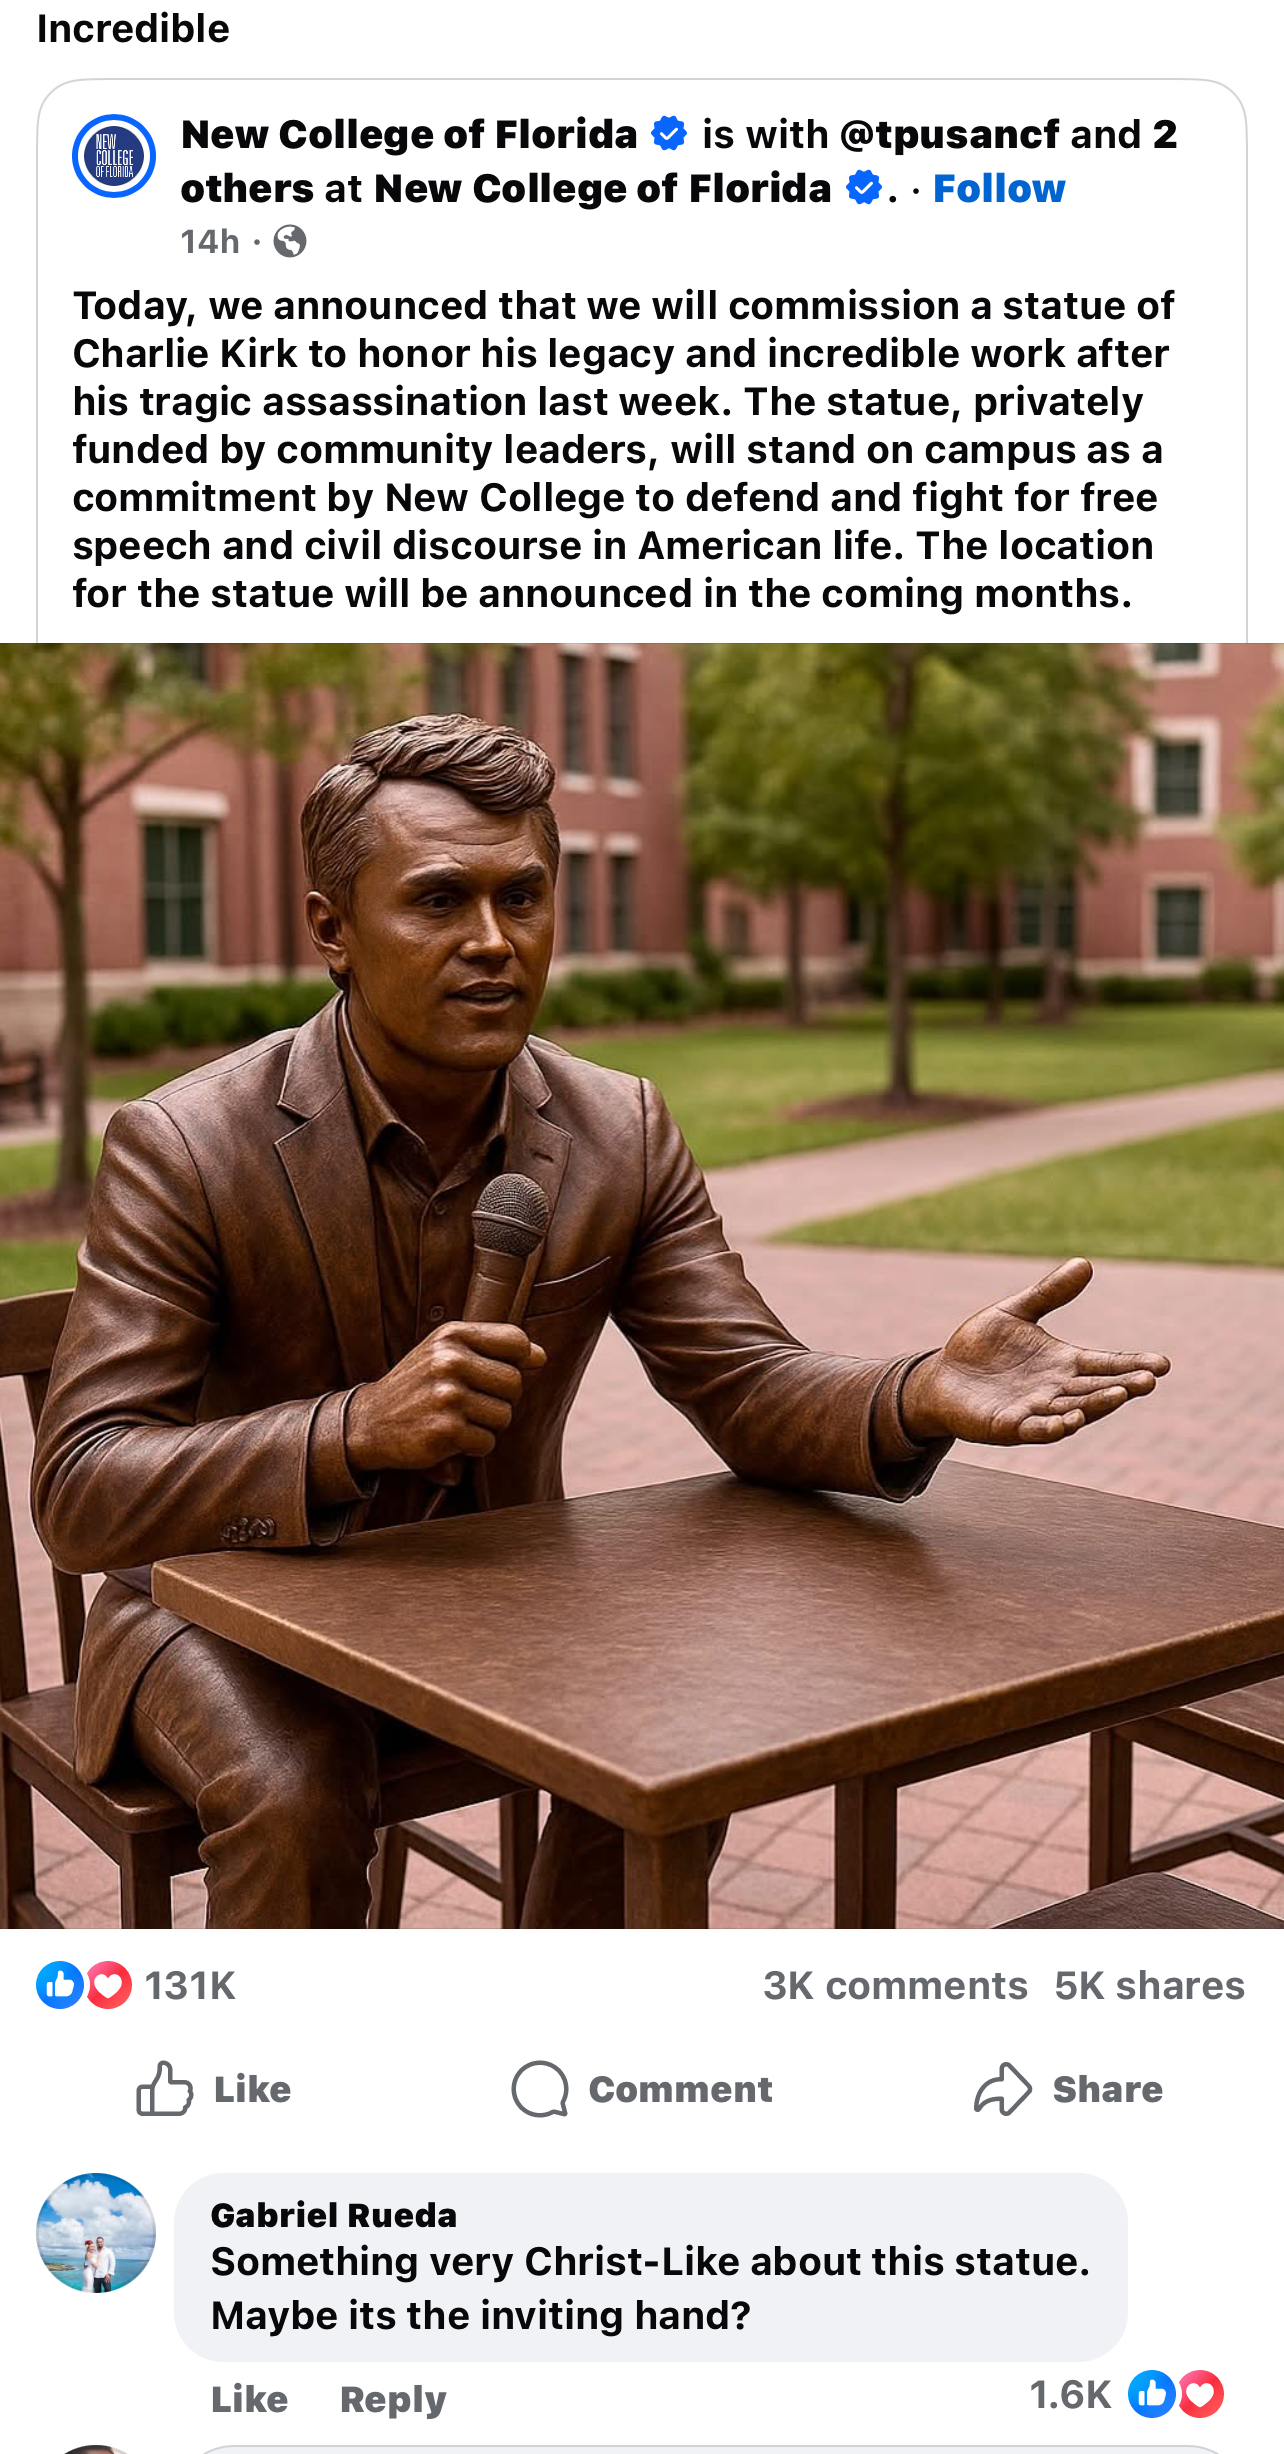 Incredible
NEW
COLLEGE
OF FLORIDA
New College of Florida is with @tpusancf and 2
others at New College of Florida . · Follow
14h ·
Today, we announced that we will commission a statue of
Charlie Kirk to honor his legacy and incredible work after
his tragic assassination last week. The statue, privately
funded by community leaders, will stand on campus as a
commitment by New College to defend and fight for free
speech and civil discourse in American life. The location
for the statue will be announced in the coming months.
131K 3K comments 5K shares
Like Comment Share
Gabriel Rueda
Something very Christ-Like about this statue.
Maybe its the inviting hand?
Like Reply 1.6K